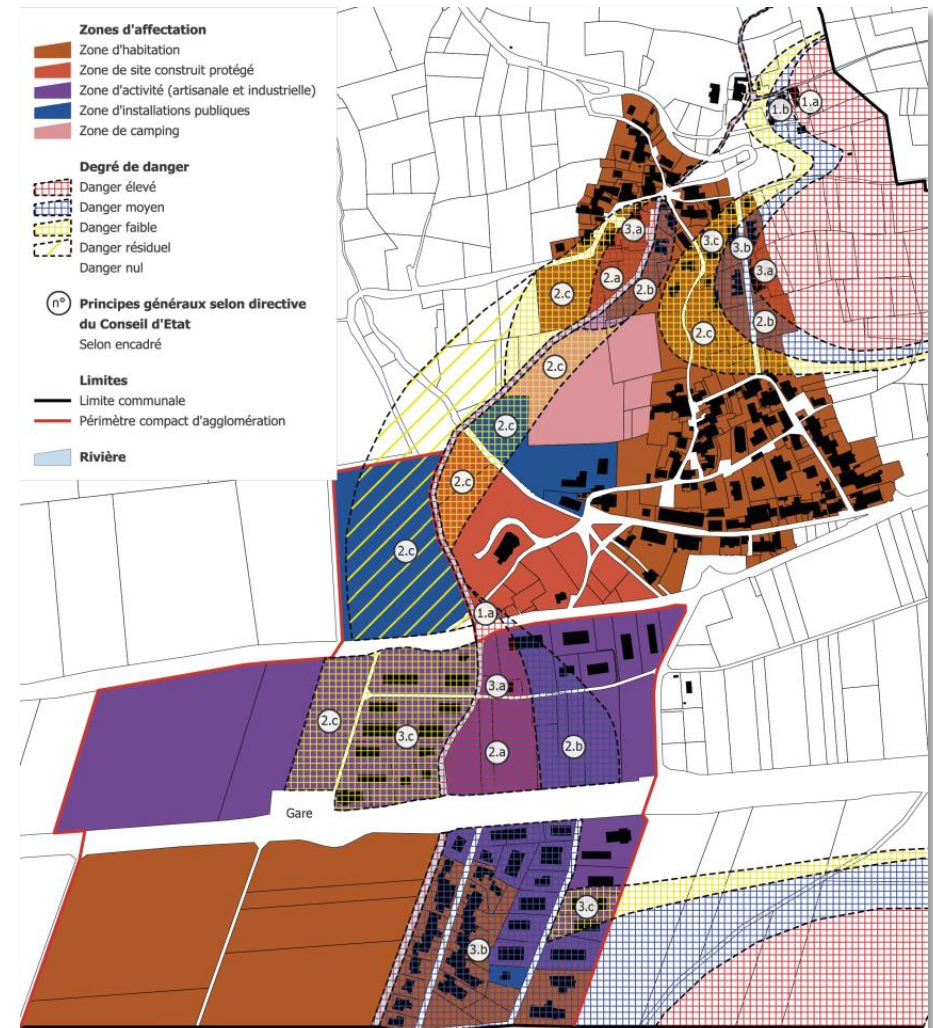 Zones d'affectation
Zone d'habitation
Zone de site construit protégé
Zone d'activité (artisanale et industrielle)
Zone d'installations publiques
Zone de camping
Degré de danger
Danger élevé
Danger moyen
Danger faible
Danger résiduel
Danger nul
n° Principes généraux selon directive
du Conseil d'Etat
Selon encadré
Limites
Limite communale
Périmètre compact d'agglomération
Rivière
1.b
1.a
3.a
3.c
3.b
2.a
3.a
2.c
2.b
2.b
2.c
2.c
2.c
2.c
2.c
1.a
3.a
2.c
3.c
2.a
2.b
Gare
3.c
3.b